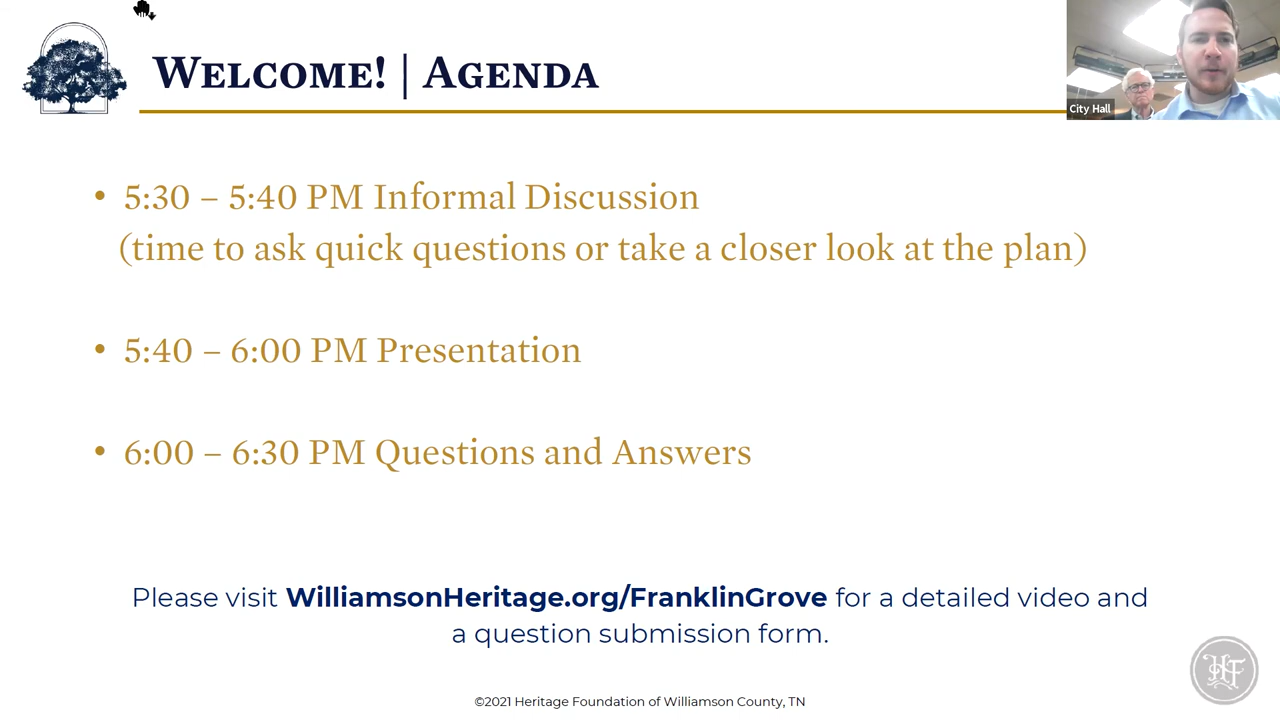 WELCOME! | AGENDA
City Hall
• 5:30 – 5:40 PM Informal Discussion
(time to ask quick questions or take a closer look at the plan)
• 5:40 – 6:00 PM Presentation
• 6:00 – 6:30 PM Questions and Answers
Please visit WilliamsonHeritage.org/FranklinGrove for a detailed video and
a question submission form.
HF
©2021 Heritage Foundation of Williamson County, TN